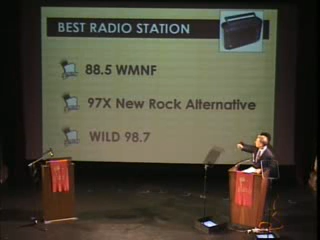 BEST RADIO STATION
88.5 WMNF
97X New Rock Alternative
WILD 98.7